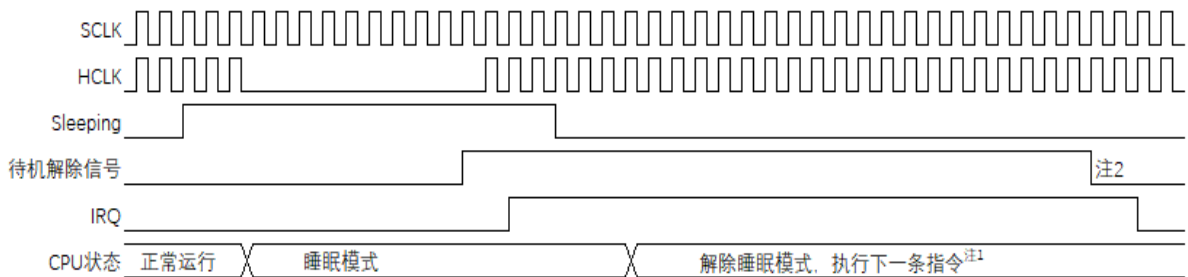 SCLK
HCLK
Sleeping
待机解除信号 注2
IRQ
CPU状态 正常运行 睡眠模式 解除睡眠模式，执行下一条指令注1